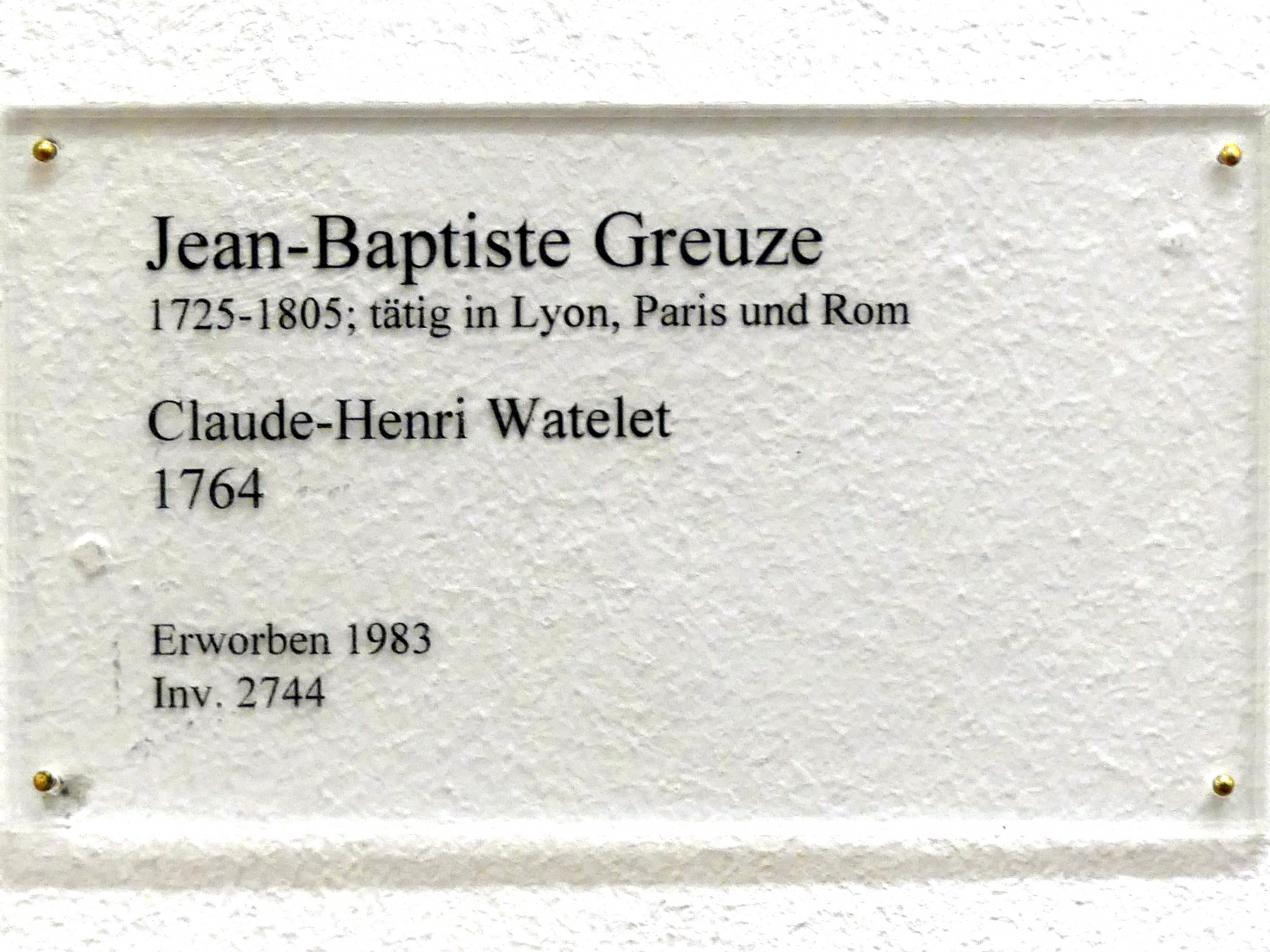 Jean-Baptiste Greuze
1725-1805; tätig in Lyon, Paris und Rom
Claude-Henri Watelet
1764
Erworben 1983
Inv. 2744